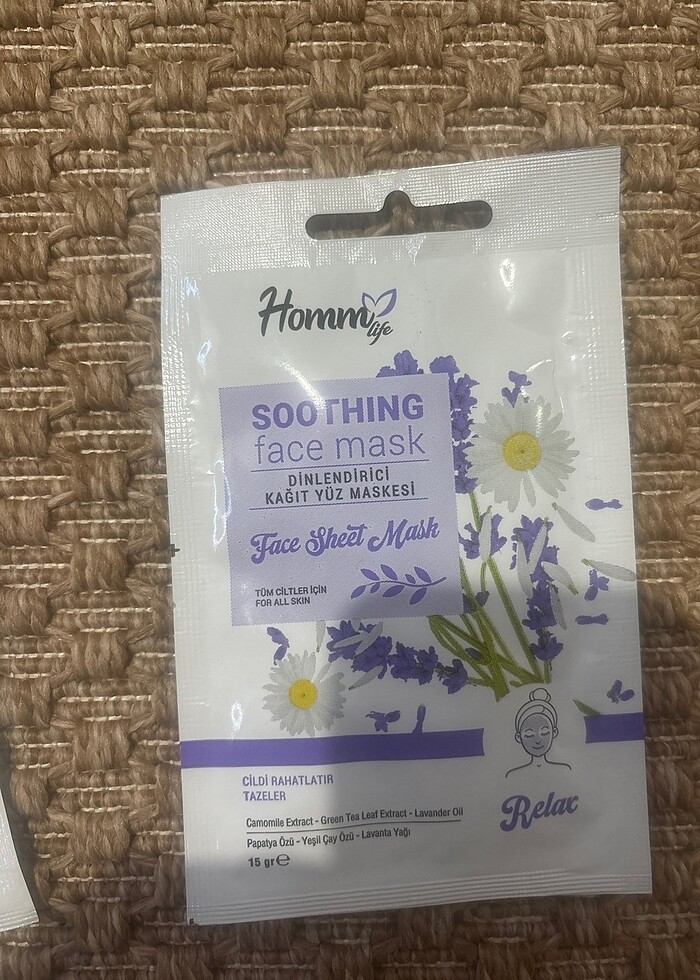 Homm
life
SOOTHING
face mask
DİNLENDİRİCİ
KAĞIT YÜZ MASKESİ
Face Sheet Mask
TÜM CİLTLER İÇİN
FOR ALL SKIN
CİLDİ RAHATLATIR
TAZELER
Camomile Extract - Green Tea Leaf Extract - Lavander Oil
Papatya Özü - Yeşil Çay Özü - Lavanta Yağı
15 gr℮
Relax